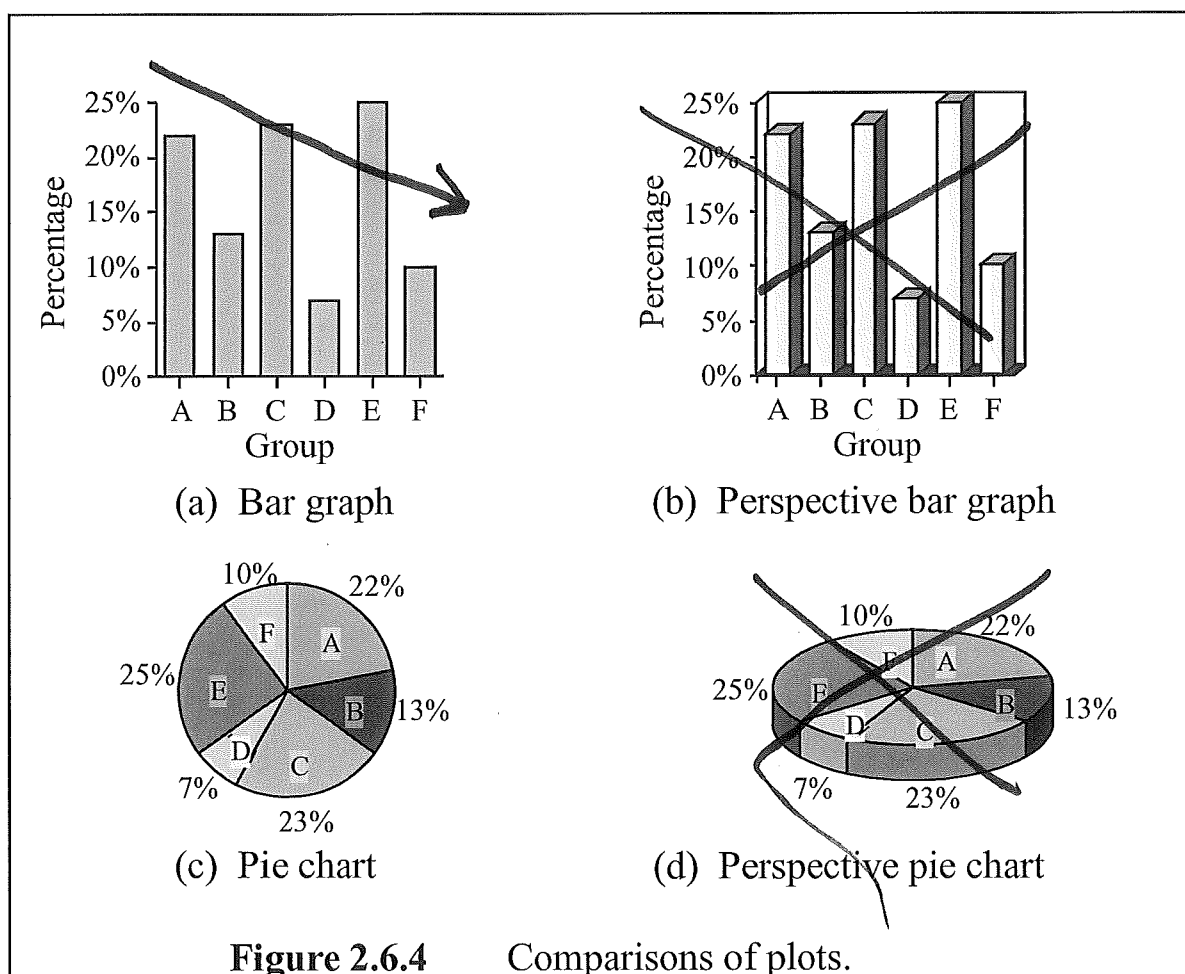 25%
20%
15%
10%
5%
0%
Percentage
A B C D E F
Group
(a) Bar graph
25%
20%
15%
10%
5%
0%
Percentage
A B C D E F
Group
(b) Perspective bar graph
10%
22%
F
A
25%
E
B
13%
D
C
7%
23%
(c) Pie chart
10%
22%
F
A
25%
E
B
13%
D
C
7%
23%
(d) Perspective pie chart
Figure 2.6.4 Comparisons of plots.